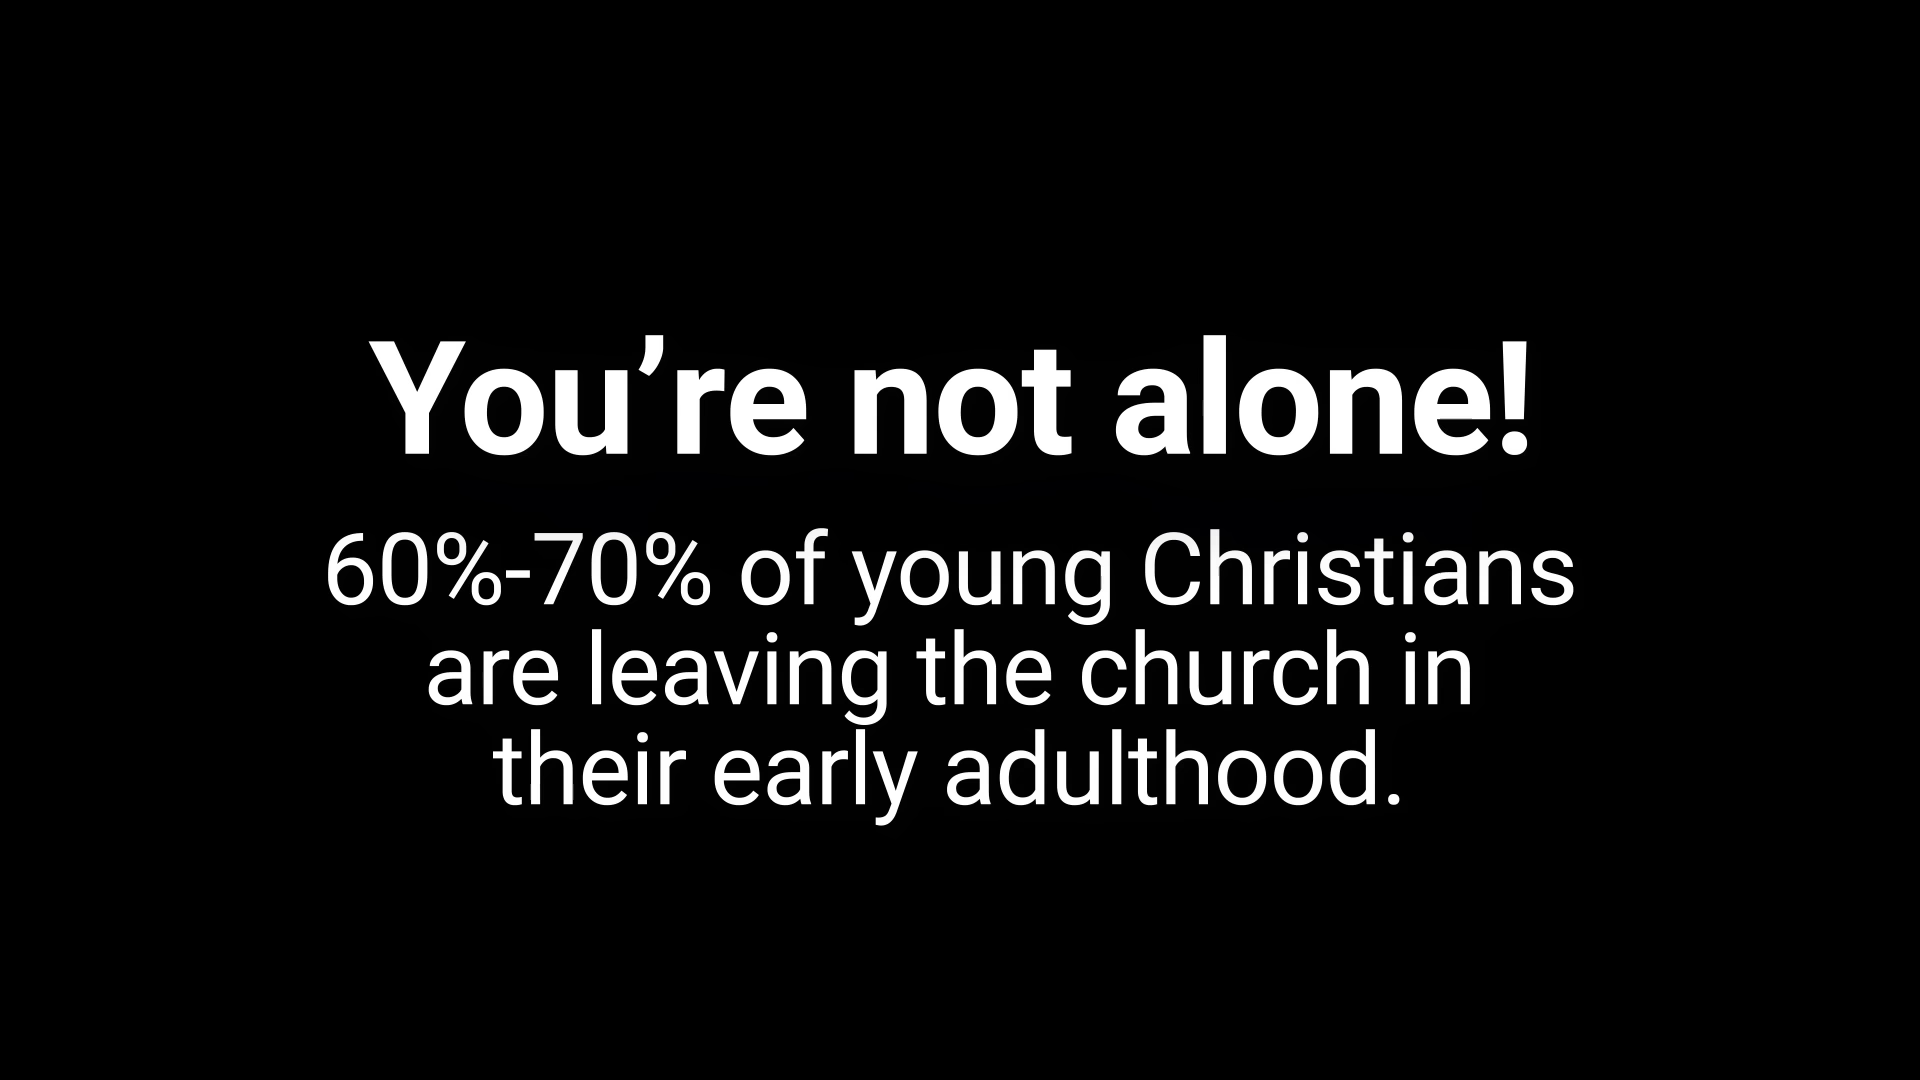 You’re not alone!
60%-70% of young Christians
are leaving the church in
their early adulthood.